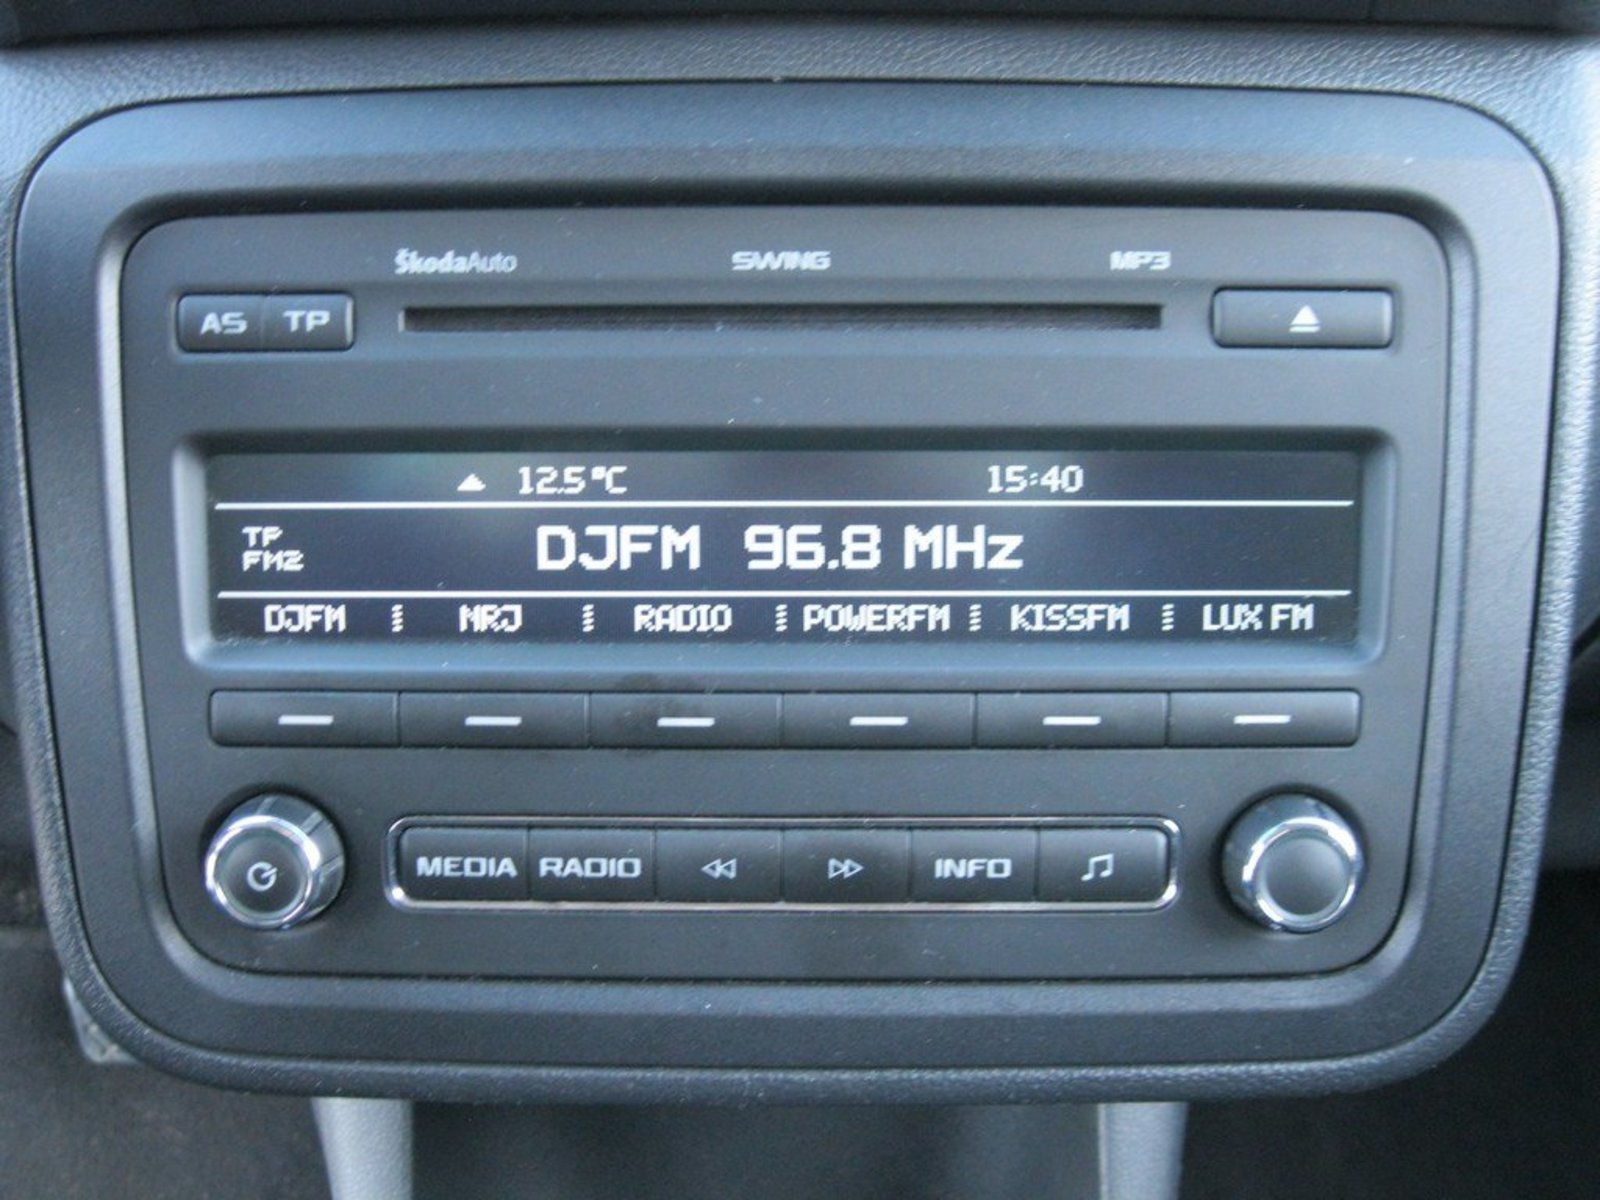 ŠkodaAuto SWING MP3
AS TP
12.5°C 15:40
TP
FM2
DJFM 96.8 MHz
DJFM NRJ RADIO POWERFM KISSFM LUX FM
MEDIA RADIO INFO